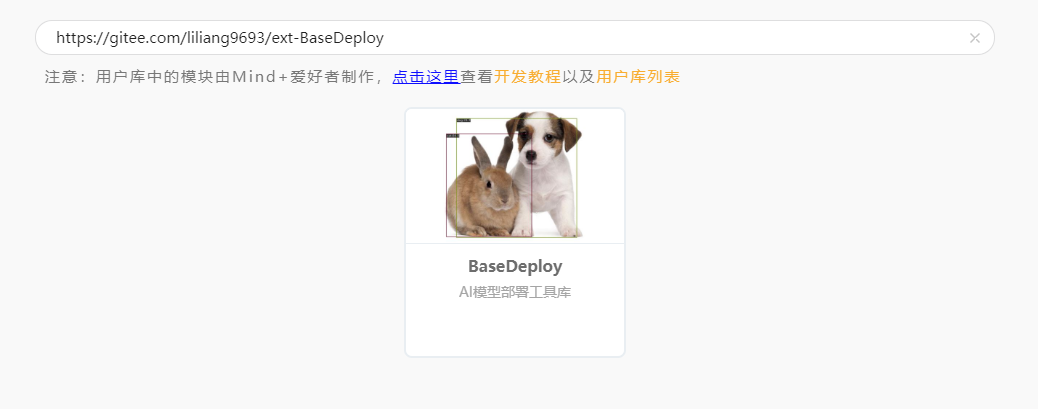 https://gitee.com/liliang9693/ext-BaseDeploy
注意：用户库中的模块由Mind+爱好者制作，点击这里查看开发教程以及用户库列表
BaseDeploy
AI模型部署工具库